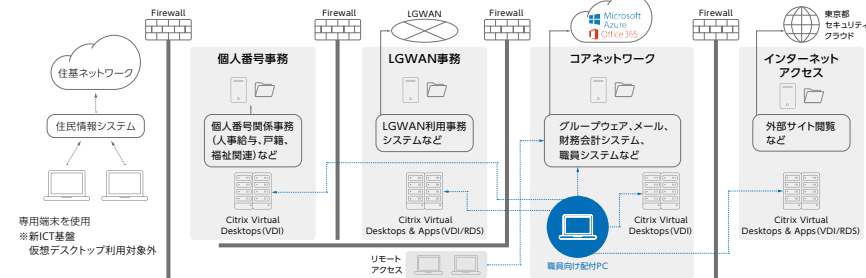 Firewall
Firewall
LGWAN
Firewall
Microsoft
Azure
Office 365
Firewall
東京都
セキュリティ
クラウド
住基ネットワーク
住民情報システム
専用端末を使用
※新ICT基盤
仮想デスクトップ利用対象外
個人番号事務
個人番号関係事務
(人事給与、戸籍、
福祉関連)など
Citrix Virtual
Desktops(VDI)
LGWAN事務
LGWAN利用事務
システムなど
Citrix Virtual
Desktops & Apps(VDI/RDS)
リモート
アクセス
コアネットワーク
グループウェア、メール、
財務会計システム、
職員システムなど
職員向け配付PC
Citrix Virtual
Desktops(VDI)
インターネット
アクセス
外部サイト閲覧
など
Citrix Virtual
Desktops & Apps(VDI/RDS)